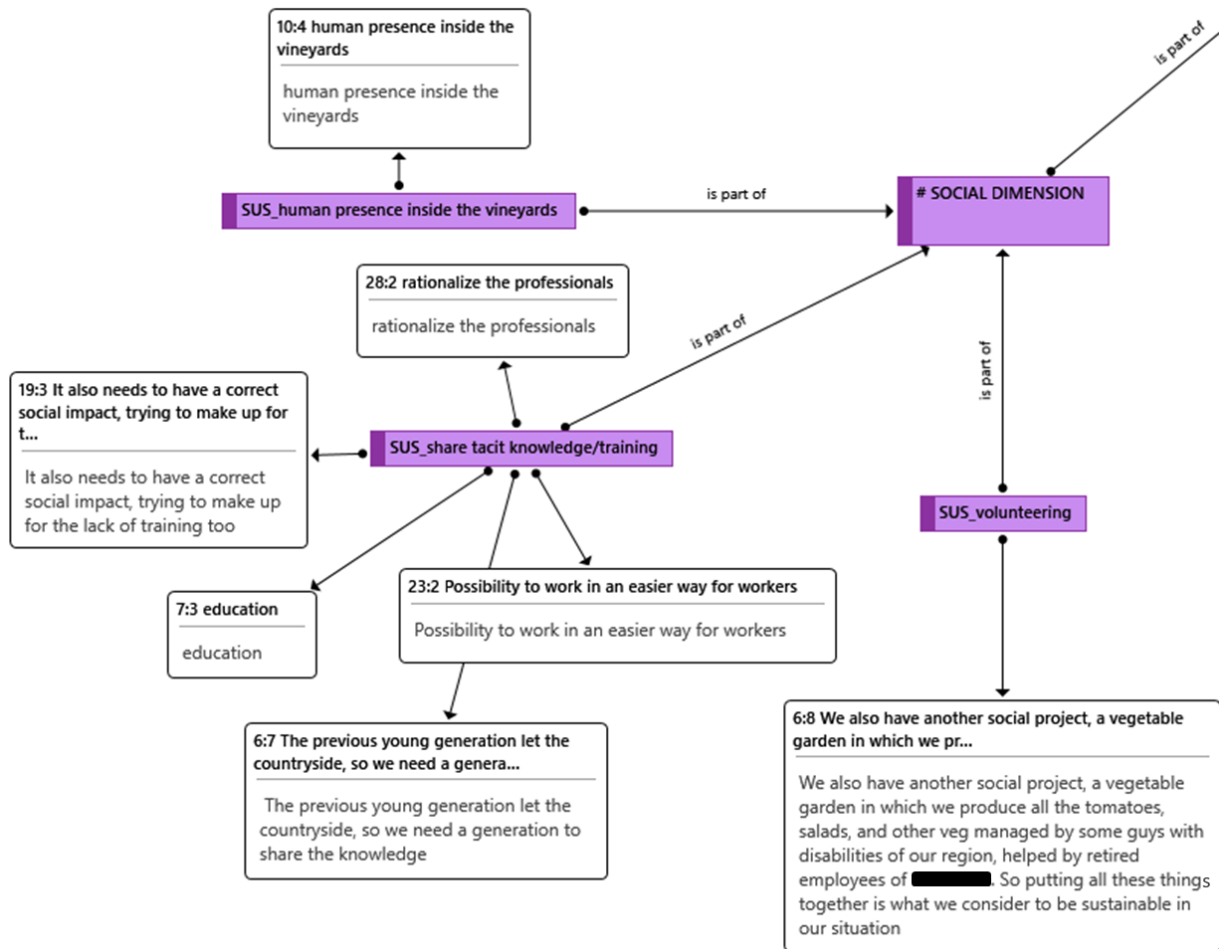 10:4 human presence inside the
vineyards
human presence inside the
vineyards
is part of
SUS_human presence inside the vineyards
is part of
# SOCIAL DIMENSION
28:2 rationalize the professionals
rationalize the professionals
is part of
is part of
19:3 It also needs to have a correct
social impact, trying to make up for
t...
It also needs to have a correct
social impact, trying to make up
for the lack of training too
SUS_share tacit knowledge/training
SUS_volunteering
7:3 education
education
23:2 Possibility to work in an easier way for workers
Possibility to work in an easier way for workers
6:7 The previous young generation let the
countryside, so we need a genera...
The previous young generation let the
countryside, so we need a generation to
share the knowledge
6:8 We also have another social project, a vegetable
garden in which we pr...
We also have another social project, a vegetable
garden in which we produce all the tomatoes,
salads, and other veg managed by some guys with
disabilities of our region, helped by retired
employees of . So putting all these things
together is what we consider to be sustainable in
our situation